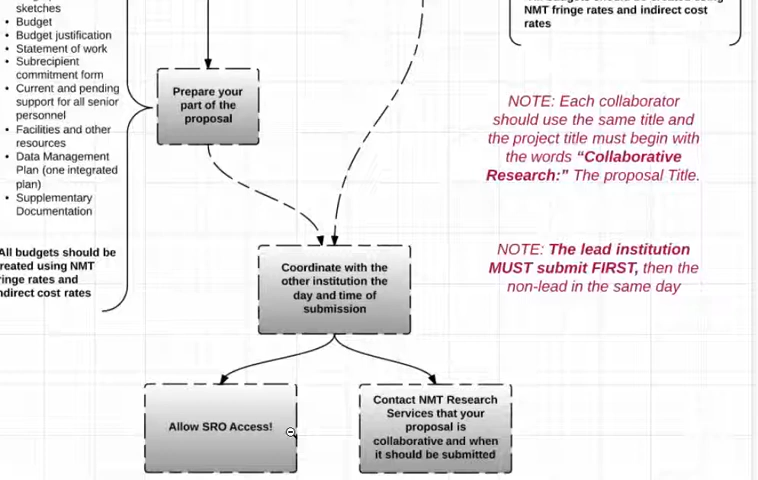 sketches
• Budget
• Budget justification
• Statement of work
• Subrecipient
commitment form
• Current and pending
support for all senior
personnel
• Facilities and other
resources
• Data Management
Plan (one integrated
plan)
• Supplementary
Documentation
All budgets should be
reated using NMT
ringe rates and
ndirect cost rates
Prepare your
part of the
proposal
Coordinate with the
other institution the
day and time of
submission
Allow SRO Access!
Contact NMT Research
Services that your
proposal is
collaborative and when
it should be submitted
NMT fringe rates and indirect cost
rates
NOTE: Each collaborator
should use the same title and
the project title must begin with
the words “Collaborative
Research:” The proposal Title.
NOTE: The lead institution
MUST submit FIRST, then the
non-lead in the same day